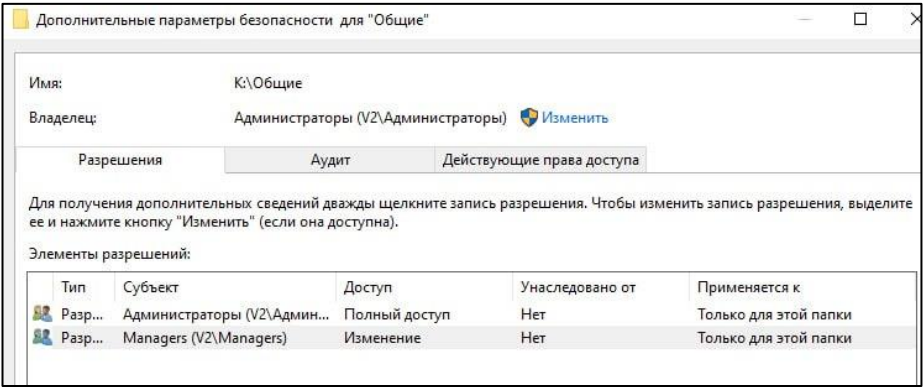 Дополнительные параметры безопасности для "Общие"
Имя: K:\Общие
Владелец: Администраторы (V2\Администраторы) Изменить
Разрешения Аудит Действующие права доступа
Для получения дополнительных сведений дважды щелкните запись разрешения. Чтобы изменить запись разрешения, выделите
ее и нажмите кнопку "Изменить" (если она доступна).
Элементы разрешений:
Тип Субъект Доступ Унаследовано от Применяется к
Разр... Администраторы (V2\Админ... Полный доступ Нет Только для этой папки
Разр... Managers (V2\Managers) Изменение Нет Только для этой папки